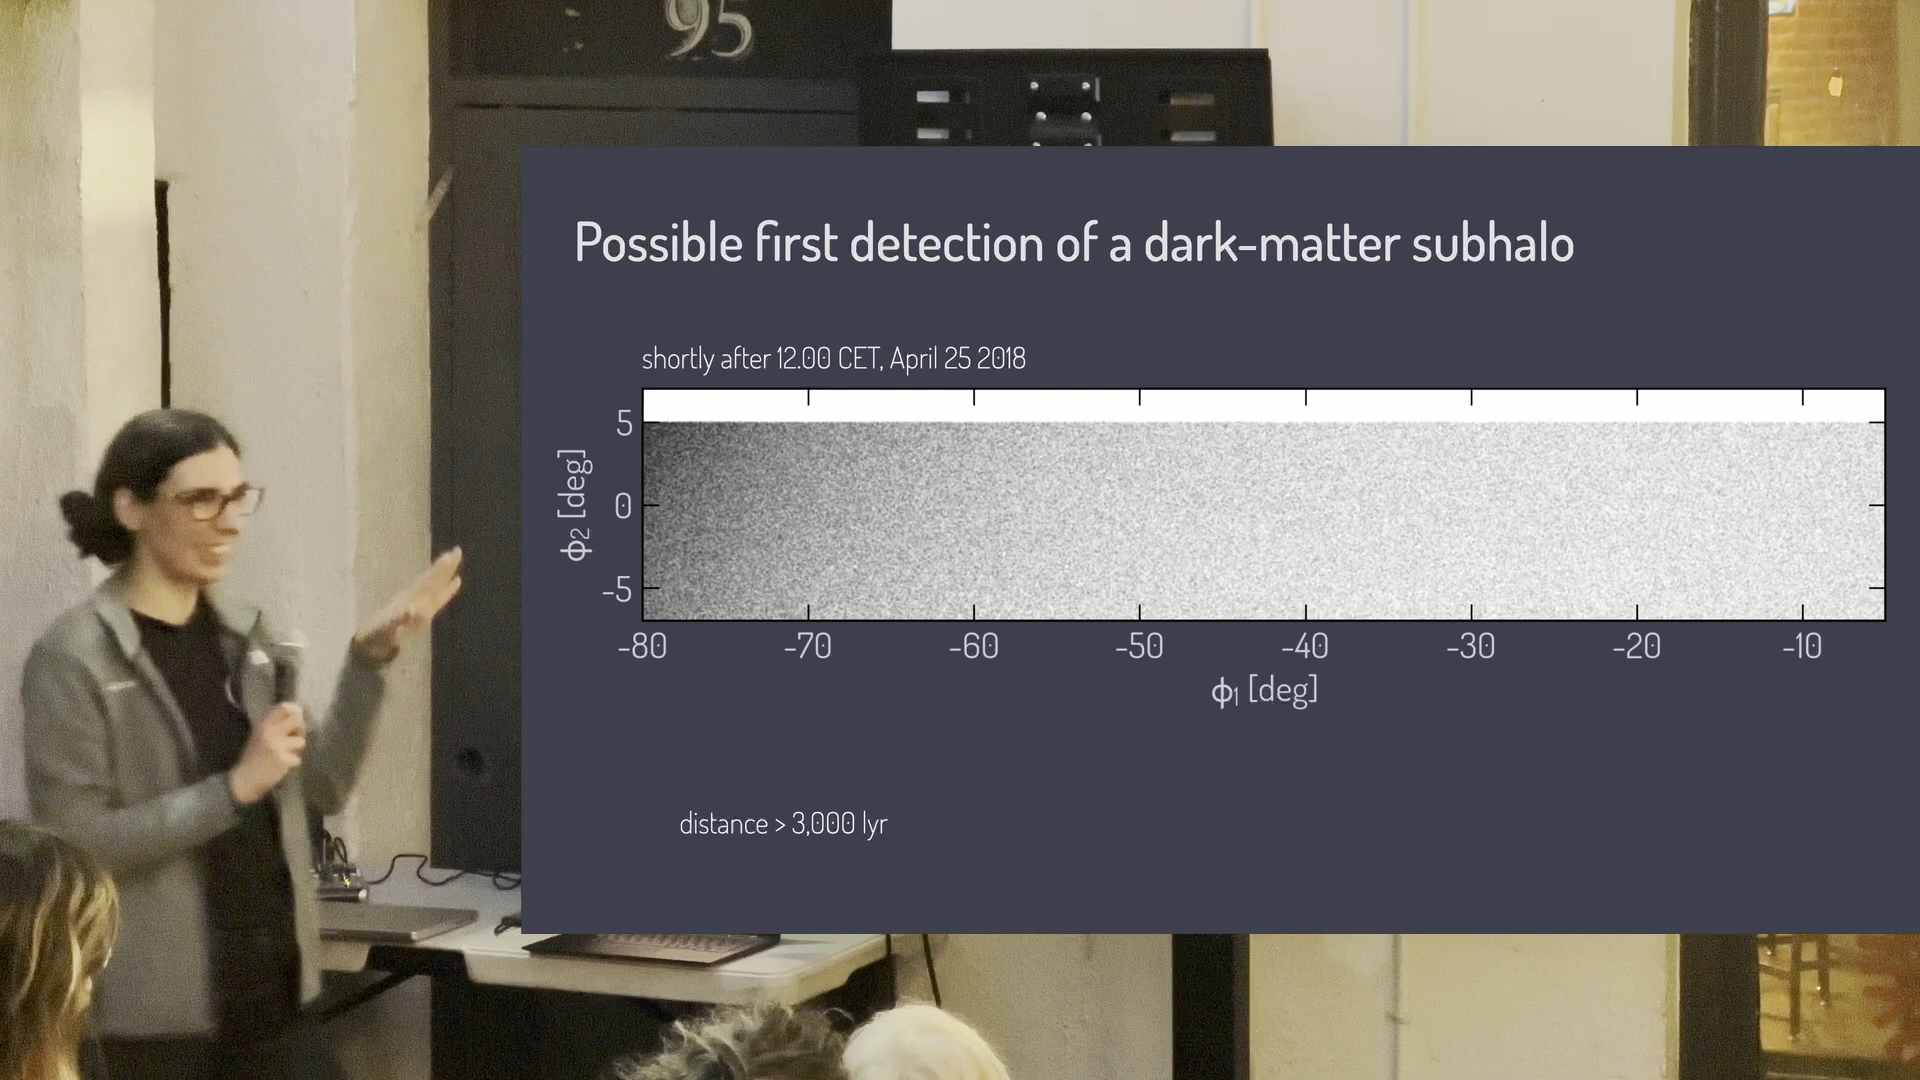 95
Possible first detection of a dark-matter subhalo
shortly after 12.00 CET, April 25 2018
5
0
-5
ϕ2 [deg]
-80 -70 -60 -50 -40 -30 -20 -10
ϕ1 [deg]
distance > 3,000 lyr